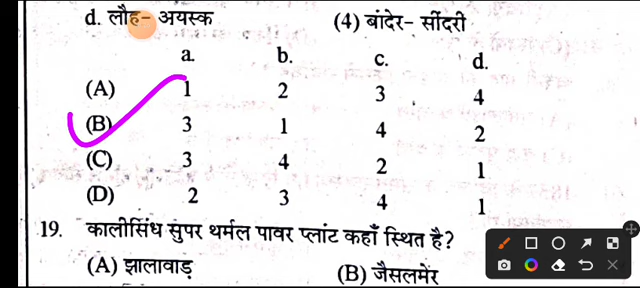 d. लौह- अयस्क (4) बांदेर- सींदरी
a. b. c. d.
(A) 1 2 3 4
(B) 3 1 4 2
(C) 3 4 2 1
(D) 2 3 4 1
19. कालीसिंध सुपर थर्मल पावर प्लांट कहाँ स्थित है?
(A) झालावाड़ (B) जैसलमेर